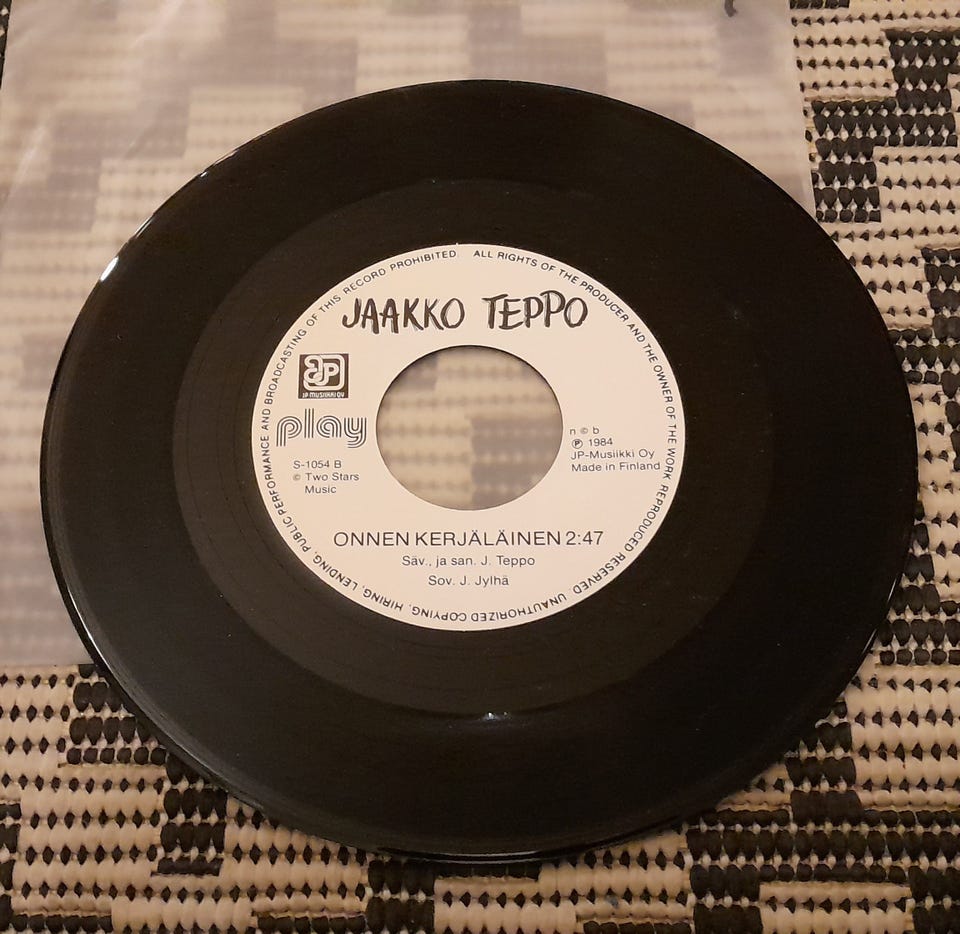 ALL RIGHTS OF THE PRODUCER AND THE OWNER OF THE WORK REPRODUCED RESERVED. UNAUTHORIZED COPYING, HIRING, LENDING, PUBLIC PERFORMANCE AND BROADCASTING OF THIS RECORD PROHIBITED.
JAAKKO TEPPO
JP
JP MUSIIKKI OY
play
S-1054 B
© Two Stars
Music
n © b
℗ 1984
JP-Musiikki Oy
Made in Finland
ONNEN KERJÄLÄINEN 2:47
Säv., ja san. J. Teppo
Sov. J. Jylhä